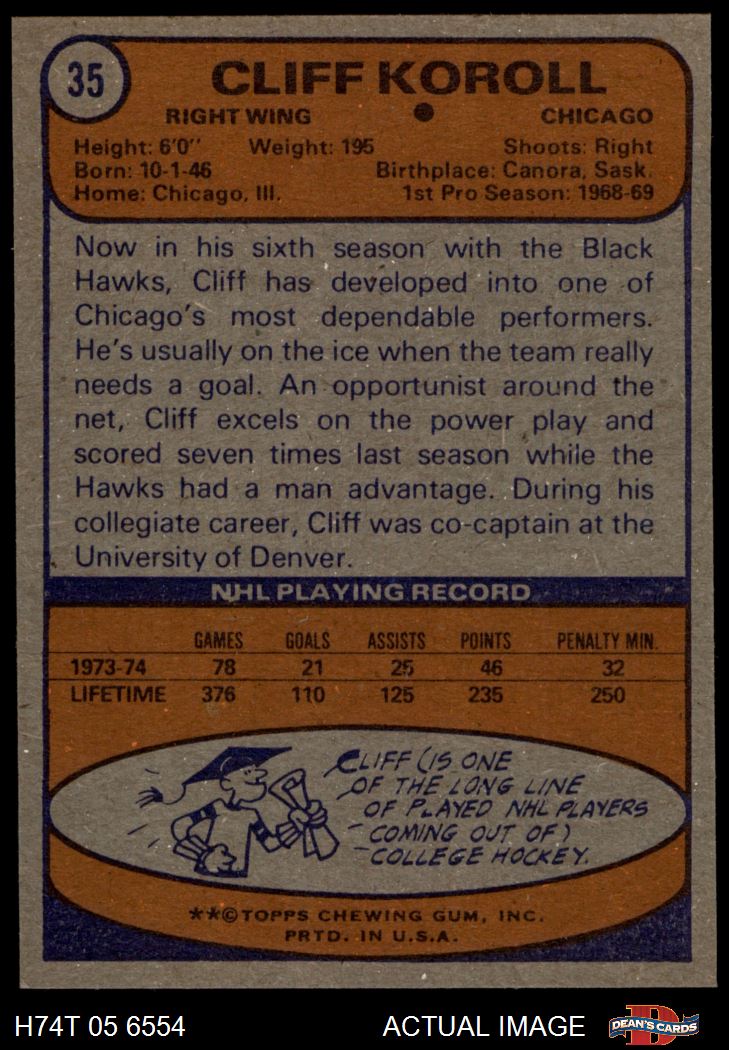 35
CLIFF KOROLL
RIGHT WING ● CHICAGO
Height: 6'0" Weight: 195 Shoots: Right
Born: 10-1-46 Birthplace: Canora, Sask.
Home: Chicago, Ill. 1st Pro Season: 1968-69
Now in his sixth season with the Black
Hawks, Cliff has developed into one of
Chicago's most dependable performers.
He's usually on the ice when the team really
needs a goal. An opportunist around the
net, Cliff excels on the power play and
scored seven times last season while the
Hawks had a man advantage. During his
collegiate career, Cliff was co-captain at the
University of Denver.
NHL PLAYING RECORD
GAMES GOALS ASSISTS POINTS PENALTY MIN.
1973-74 78 21 25 46 32
LIFETIME 376 110 125 235 250
CLIFF (IS ONE
OF THE LONG LINE
OF PLAYED NHL PLAYERS
COMING OUT OF)
COLLEGE HOCKEY.
**©TOPPS CHEWING GUM, INC.
PRTD. IN U.S.A.
H74T 05 6554 ACTUAL IMAGE DEAN'S CARDS